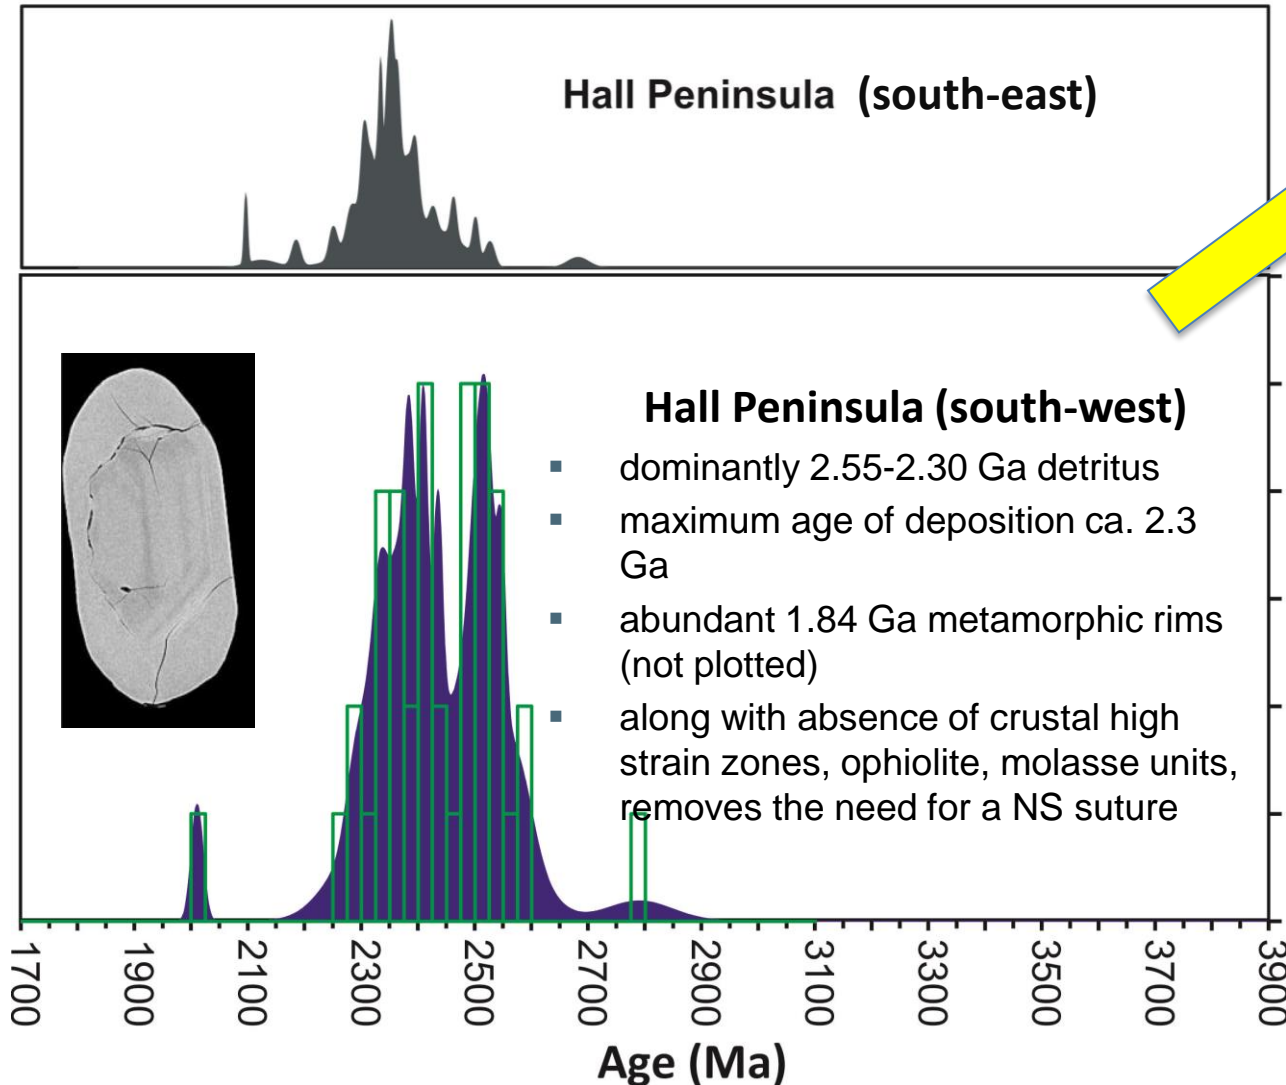 Hall Peninsula (south-east)
Hall Peninsula (south-west)
▪ dominantly 2.55-2.30 Ga detritus
▪ maximum age of deposition ca. 2.3
Ga
▪ abundant 1.84 Ga metamorphic rims
(not plotted)
▪ along with absence of crustal high
strain zones, ophiolite, molasse units,
removes the need for a NS suture
1700
1900
2100
2300
2500
2700
2900
3100
3300
3500
3700
3900
Age (Ma)